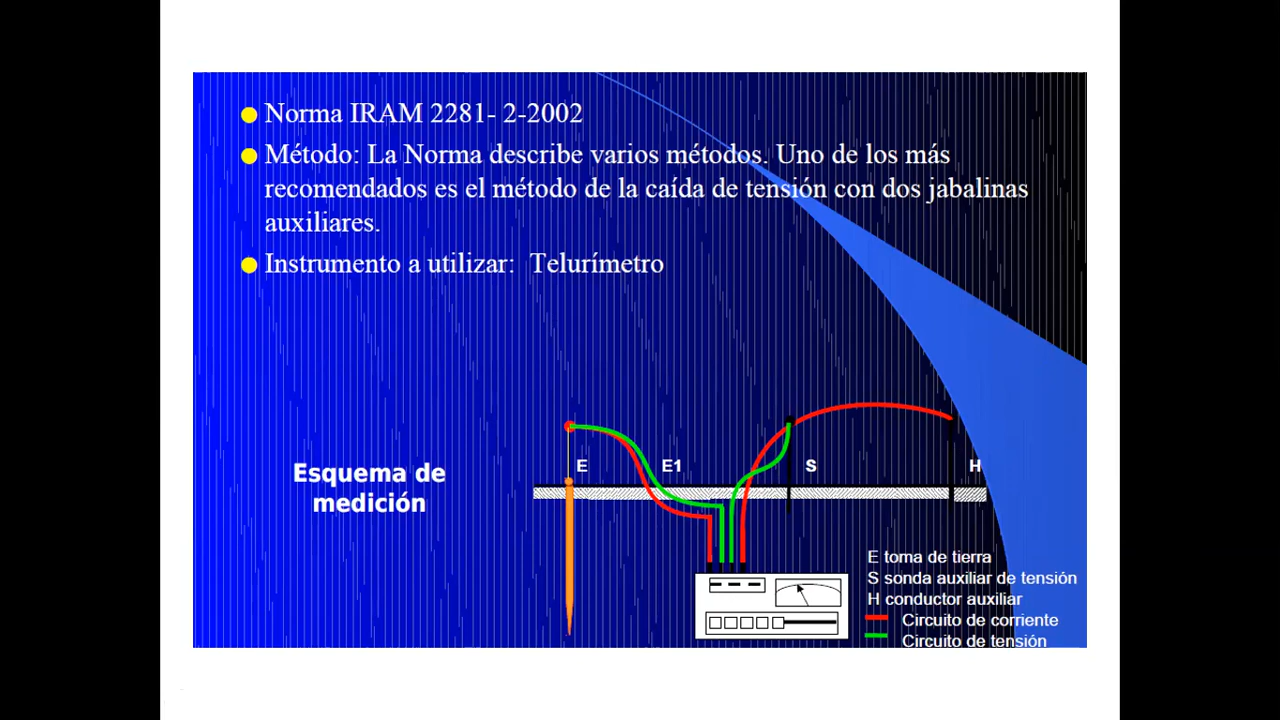 Norma IRAM 2281- 2-2002
Método: La Norma describe varios métodos. Uno de los más
recomendados es el método de la caída de tensión con dos jabalinas
auxiliares.
Instrumento a utilizar: Telurímetro
E
E1
S
H
Esquema de
medición
E toma de tierra
S sonda auxiliar de tensión
H conductor auxiliar
Circuito de corriente
Circuito de tensión